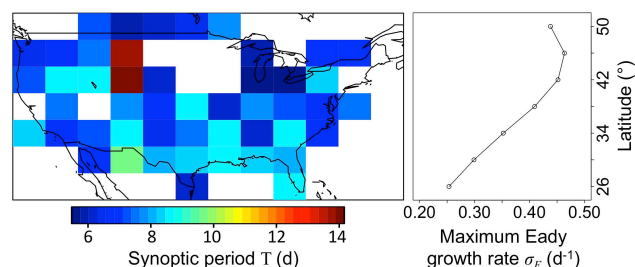 50
42
34
26
Latitude (°)
6 8 10 12 14
Synoptic period T (d)
0.20 0.30 0.40 0.50
Maximum Eady
growth rate σ_E (d⁻¹)